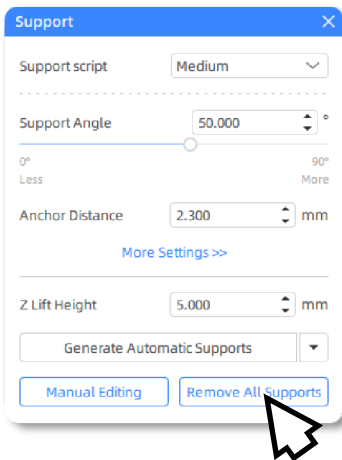 Support
Support script Medium
Support Angle 50.000 °
0° 90°
Less More
Anchor Distance 2.300 mm
More Settings >>
Z Lift Height 5.000 mm
Generate Automatic Supports
Manual Editing Remove All Supports